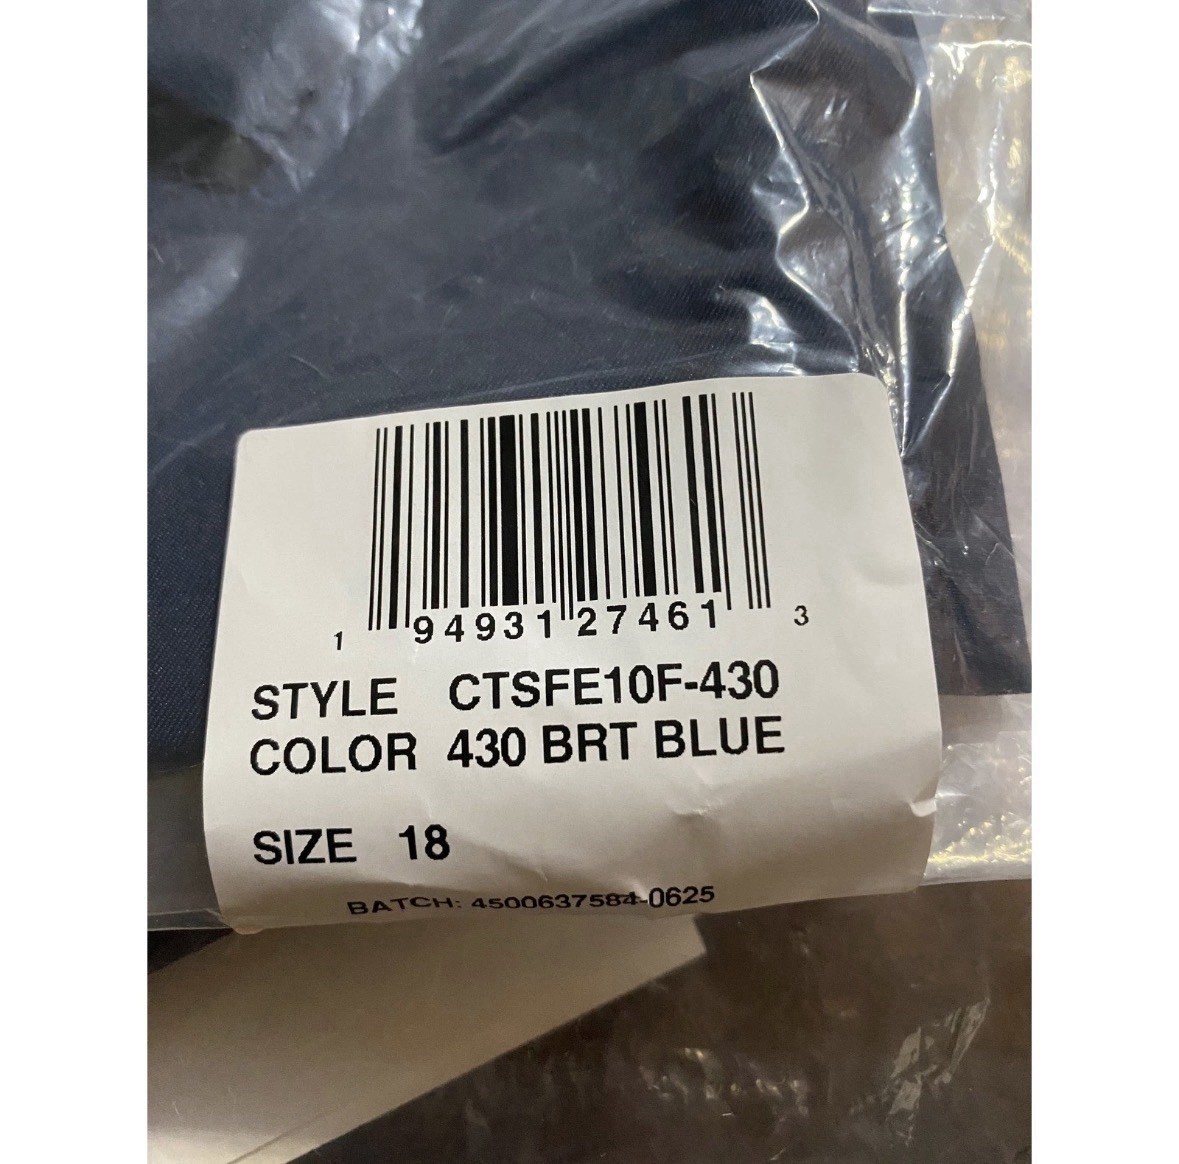 1 94931 27461 3
STYLE CTSFE10F-430
COLOR 430 BRT BLUE
SIZE 18
BATCH: 4500637584-0625